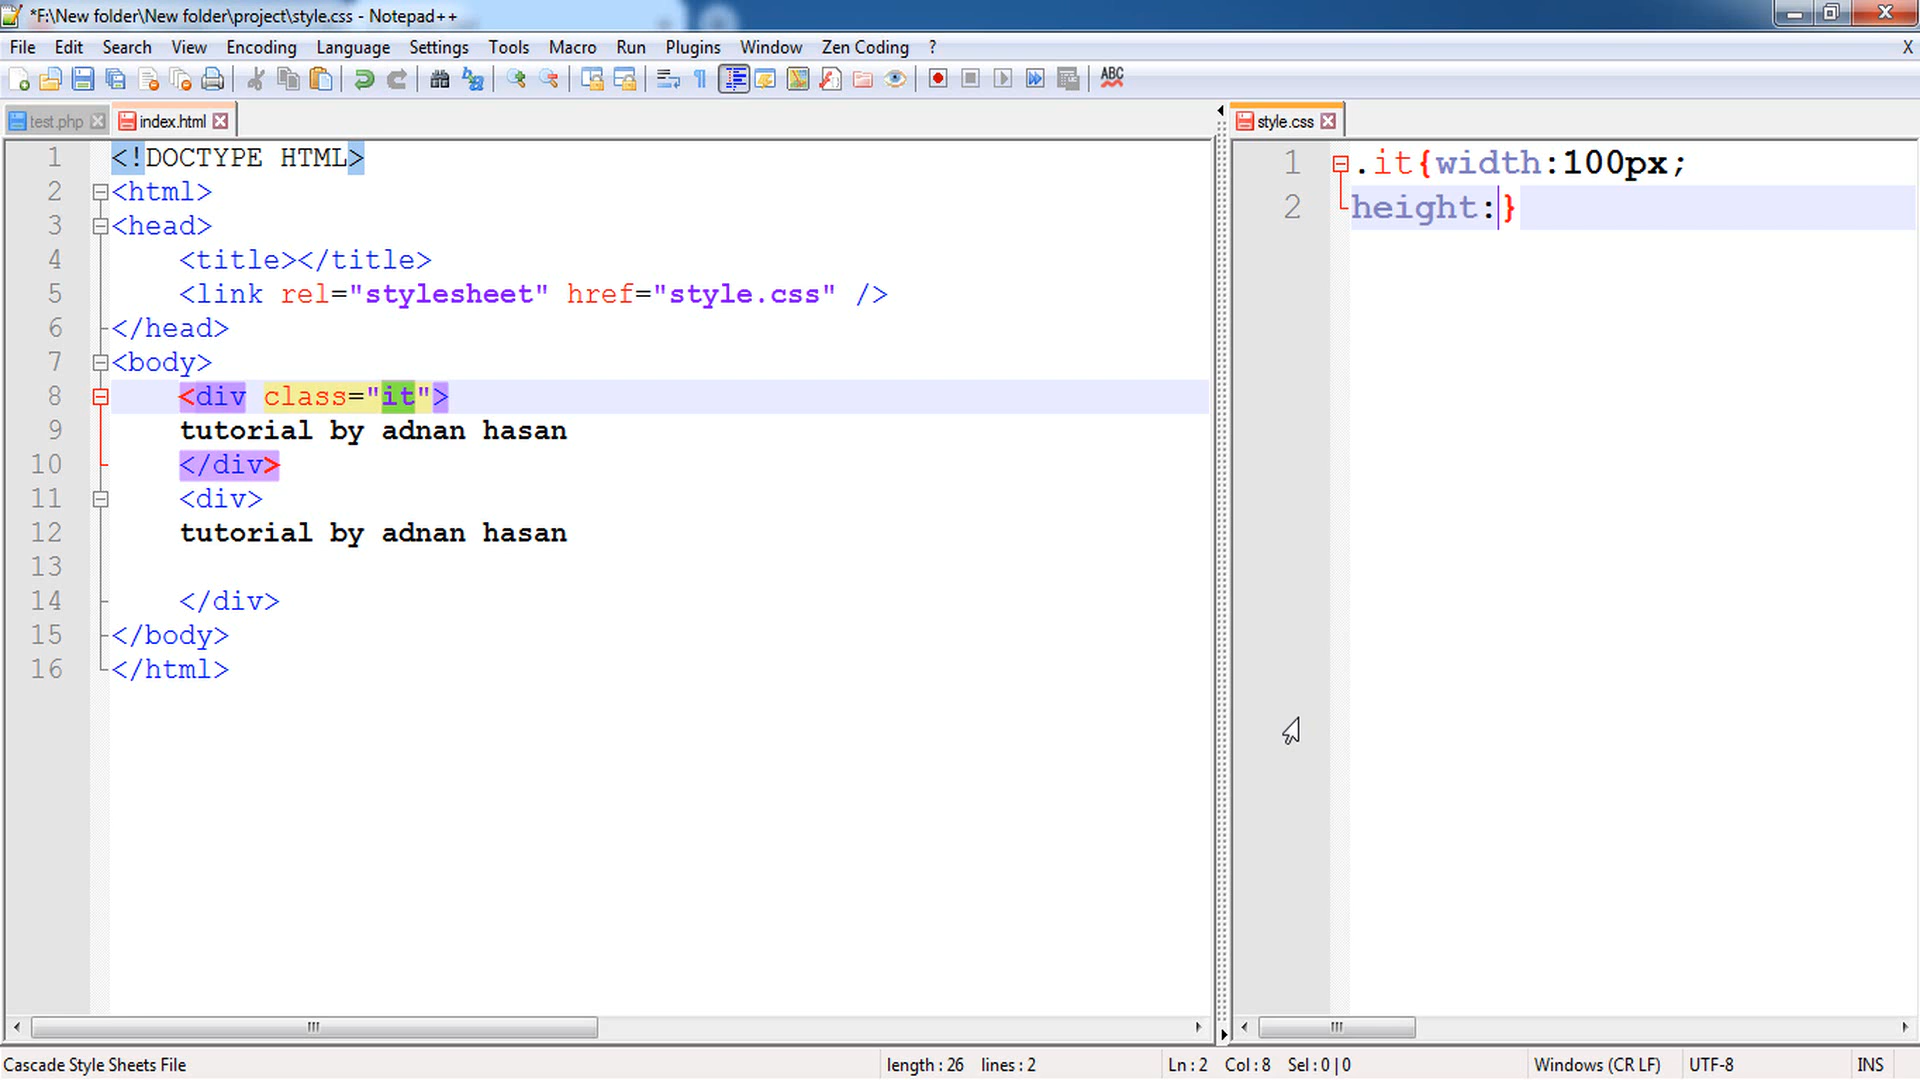 *F:\New folder\New folder\project\style.css - Notepad++
File Edit Search View Encoding Language Settings Tools Macro Run Plugins Window Zen Coding ? X
ABC
test.php index.html style.css
1 <!DOCTYPE HTML>
2 <html>
3 <head>
4 <title></title>
5 <link rel="stylesheet" href="style.css" />
6 </head>
7 <body>
8 <div class="it">
9 tutorial by adnan hasan
10 </div>
11 <div>
12 tutorial by adnan hasan
13
14 </div>
15 </body>
16 </html>
1 .it{width:100px;
2 height:}
Cascade Style Sheets File length : 26 lines : 2 Ln : 2 Col : 8 Sel : 0 | 0 Windows (CR LF) UTF-8 INS